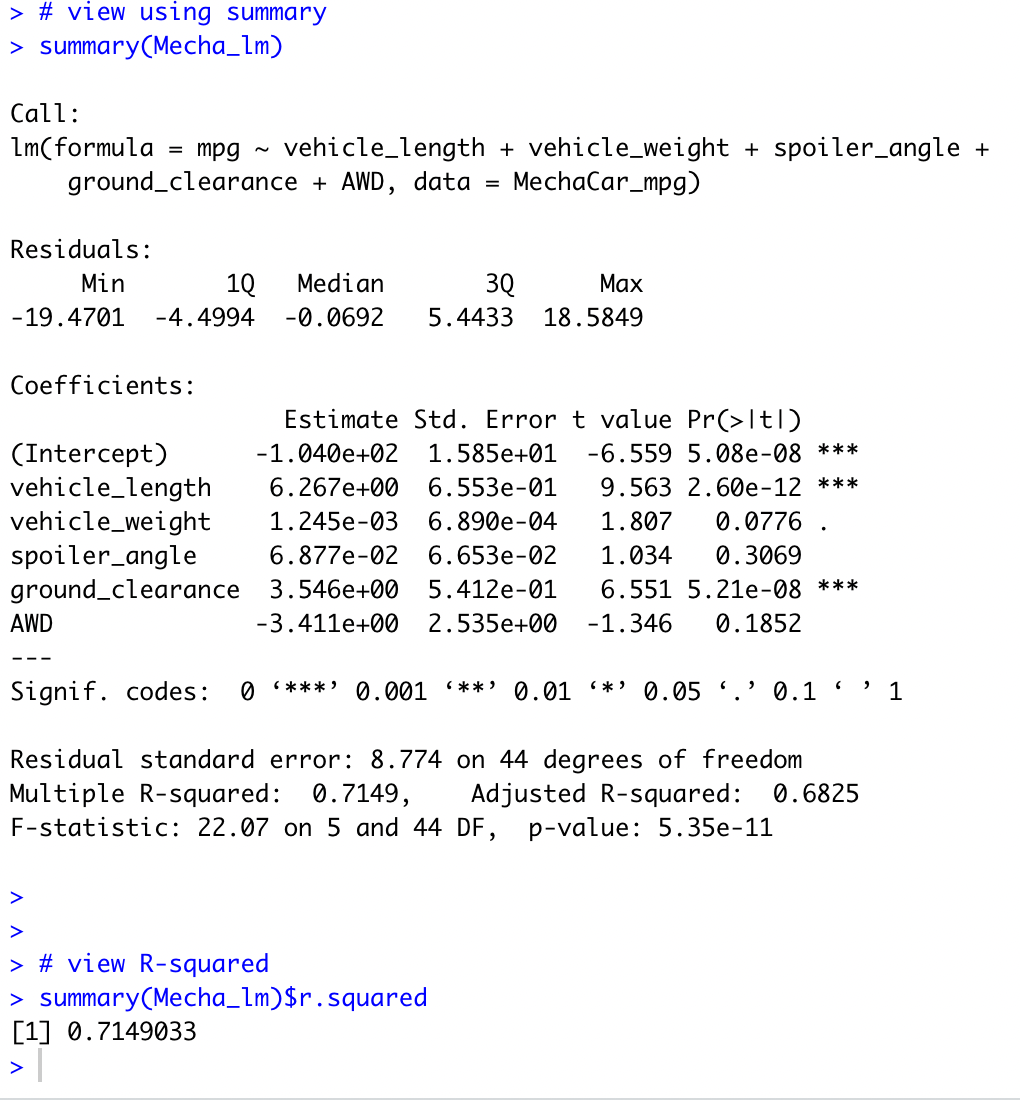 > # view using summary
> summary(Mecha_lm)

Call:
lm(formula = mpg ~ vehicle_length + vehicle_weight + spoiler_angle +
    ground_clearance + AWD, data = MechaCar_mpg)

Residuals:
     Min       1Q   Median       3Q      Max
-19.4701  -4.4994  -0.0692   5.4433  18.5849

Coefficients:
                   Estimate Std. Error t value Pr(>|t|)
(Intercept)      -1.040e+02  1.585e+01  -6.559 5.08e-08 ***
vehicle_length    6.267e+00  6.553e-01   9.563 2.60e-12 ***
vehicle_weight    1.245e-03  6.890e-04   1.807   0.0776 .
spoiler_angle     6.877e-02  6.653e-02   1.034   0.3069
ground_clearance  3.546e+00  5.412e-01   6.551 5.21e-08 ***
AWD              -3.411e+00  2.535e+00  -1.346   0.1852
---
Signif. codes:  0 ‘***’ 0.001 ‘**’ 0.01 ‘*’ 0.05 ‘.’ 0.1 ‘ ’ 1

Residual standard error: 8.774 on 44 degrees of freedom
Multiple R-squared:  0.7149,    Adjusted R-squared:  0.6825
F-statistic: 22.07 on 5 and 44 DF,  p-value: 5.35e-11

>
>
> # view R-squared
> summary(Mecha_lm)$r.squared
[1] 0.7149033
>